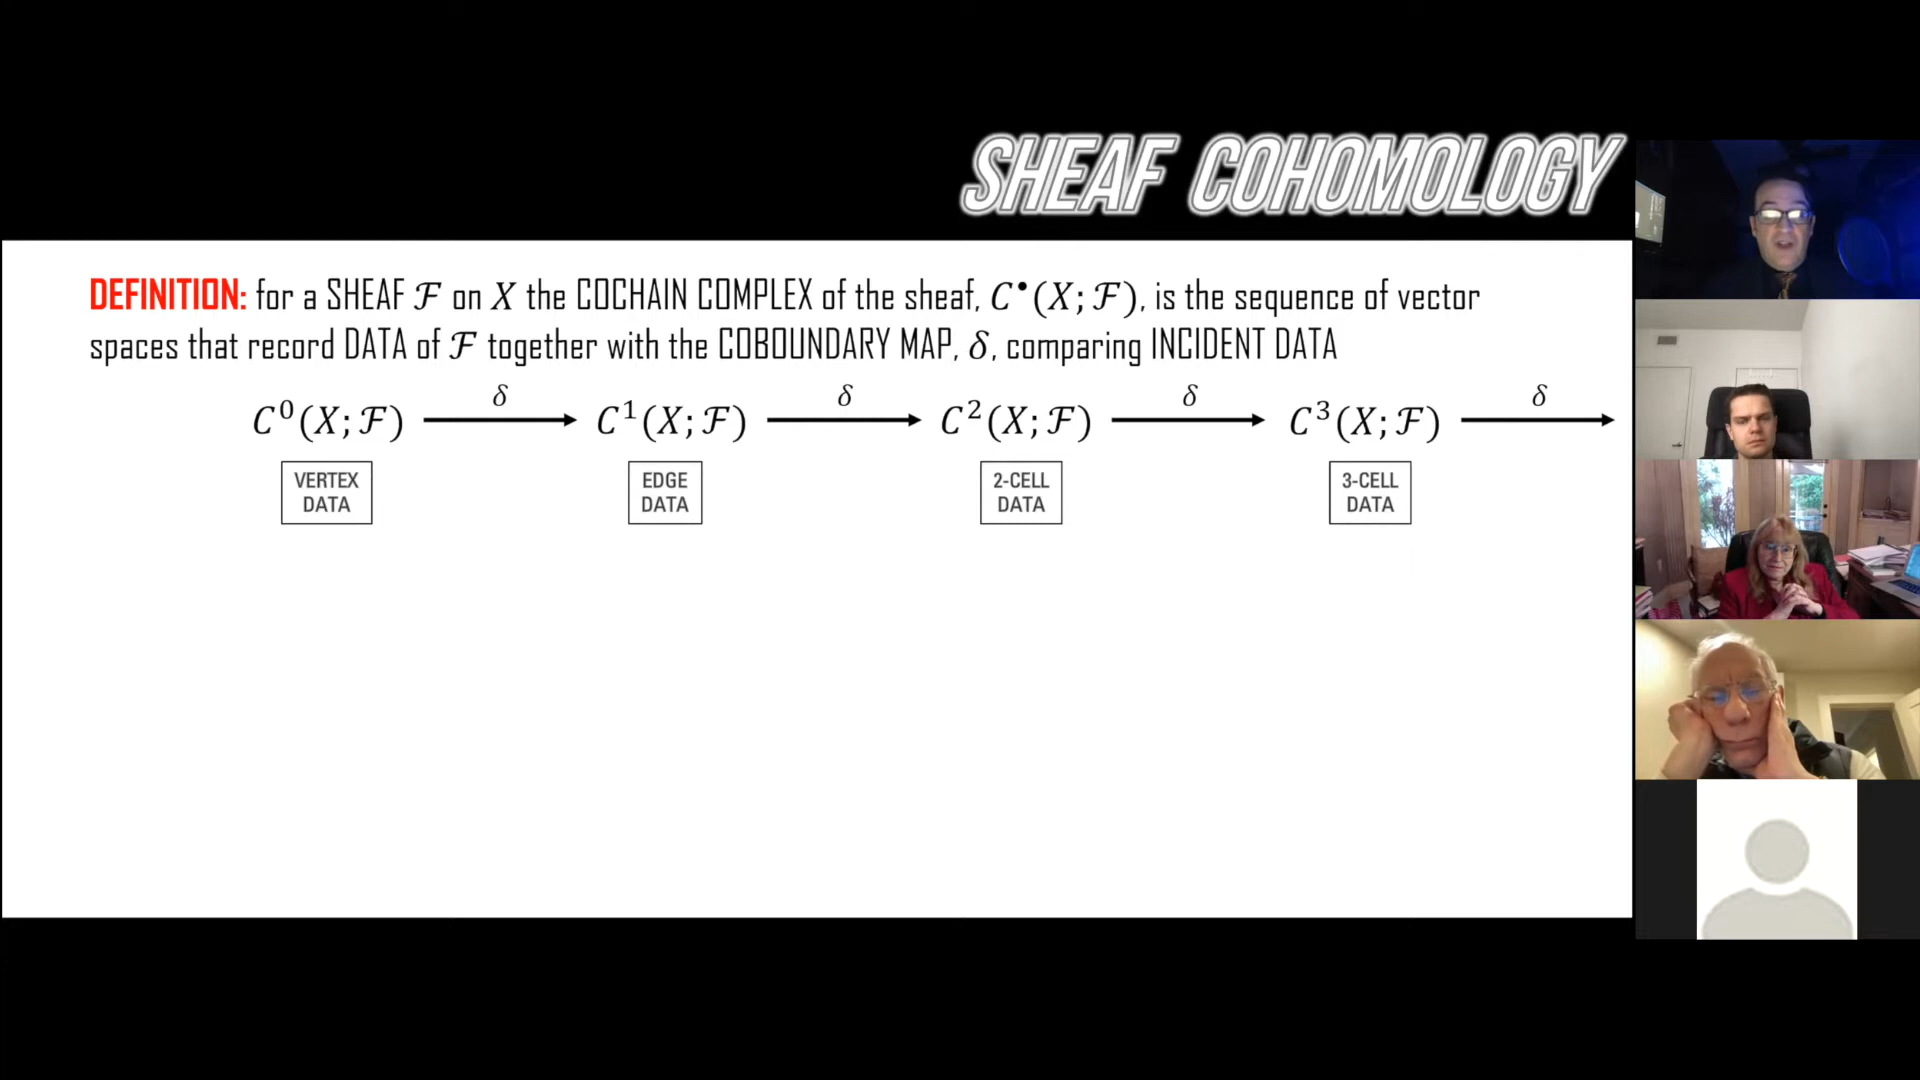 SHEAF COHOMOLOGY
DEFINITION: for a SHEAF ℱ on X the COCHAIN COMPLEX of the sheaf, C•(X; ℱ), is the sequence of vector
spaces that record DATA of ℱ together with the COBOUNDARY MAP, δ, comparing INCIDENT DATA
δ δ δ δ
C⁰(X; ℱ) → C¹(X; ℱ) → C²(X; ℱ) → C³(X; ℱ) →
VERTEX DATA
EDGE DATA
2-CELL DATA
3-CELL DATA